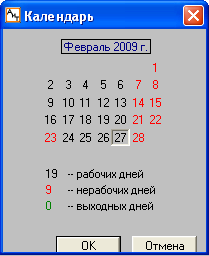 Календарь
Февраль 2009 г.
1
2 3 4 5 6 7 8
9 10 11 12 13 14 15
16 17 18 19 20 21 22
23 24 25 26 27 28
19 -- рабочих дней
9 -- нерабочих дней
0 -- выходных дней
OK Отмена